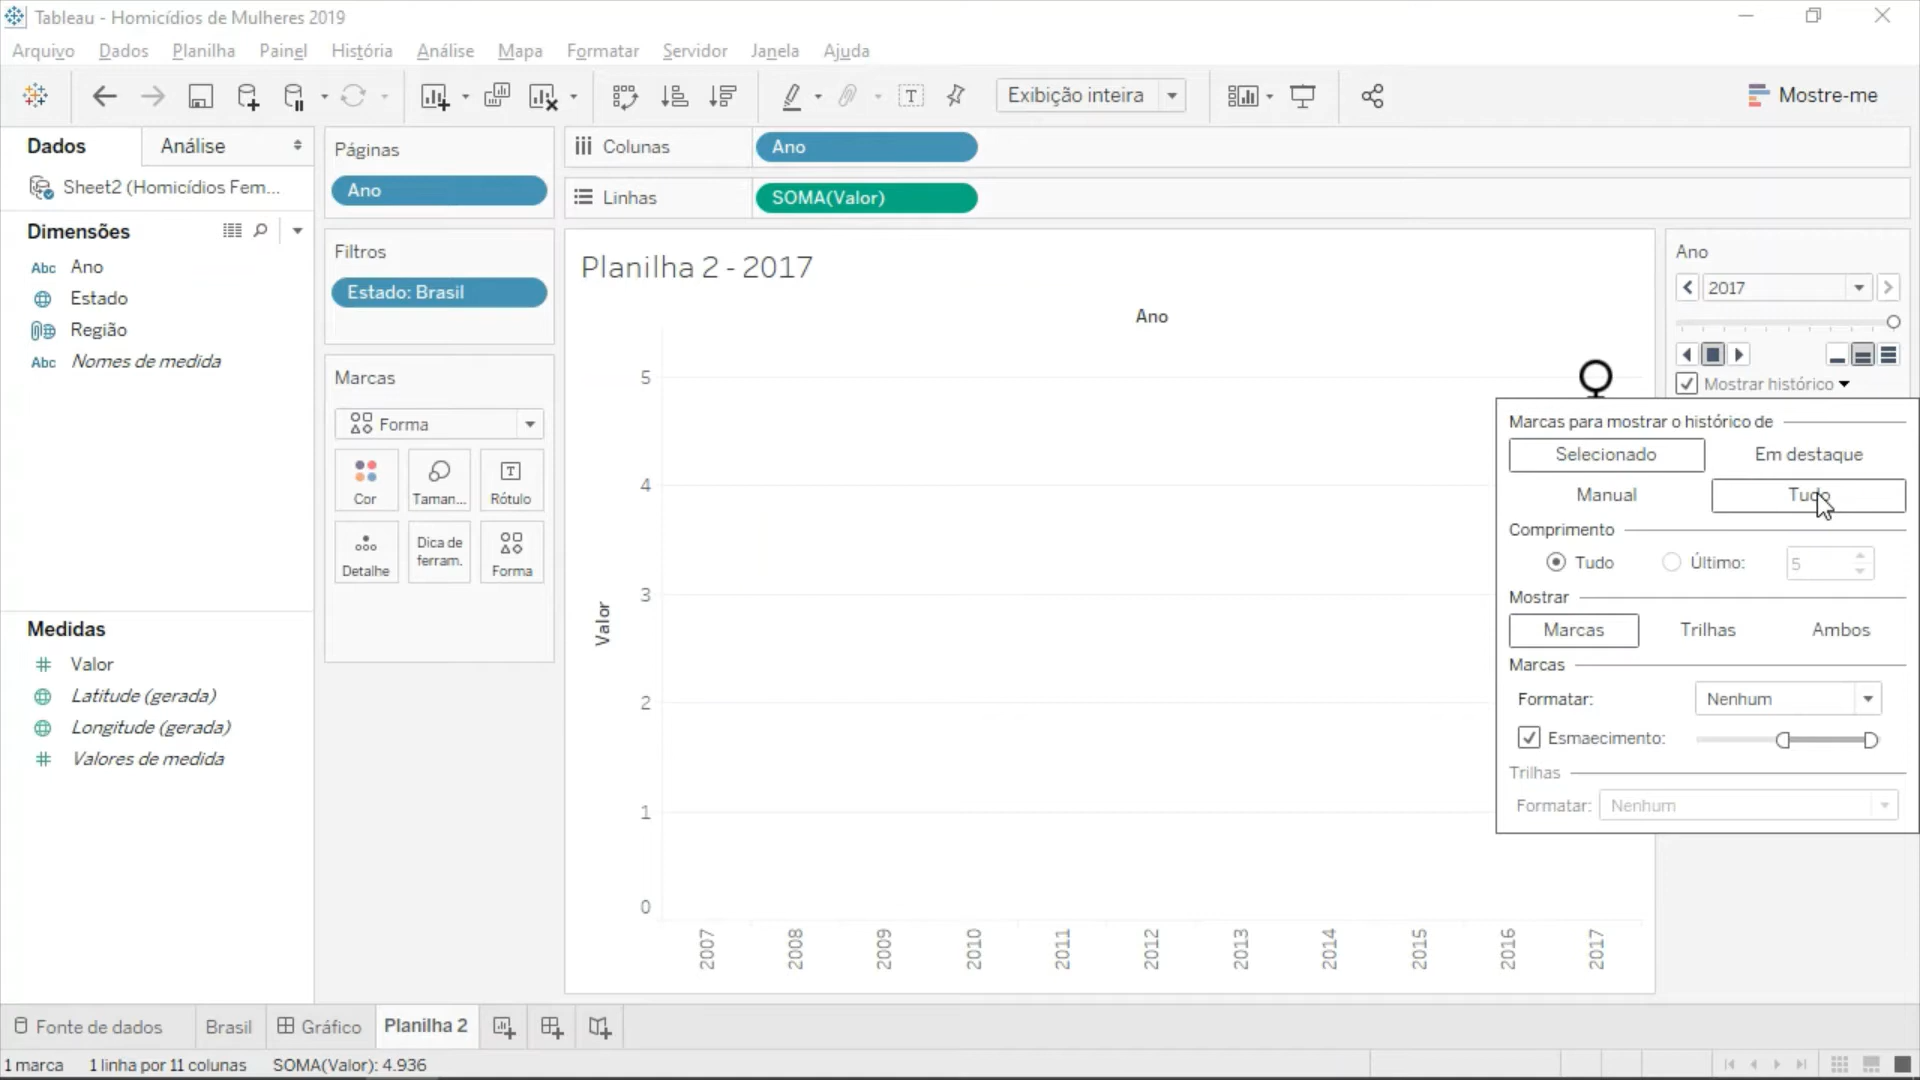 Tableau - Homicídios de Mulheres 2019
Arquivo Dados Planilha Painel História Análise Mapa Formatar Servidor Janela Ajuda
Exibição inteira
Mostre-me
Dados
Análise
Sheet2 (Homicídios Fem...
Dimensões
Abc Ano
Estado
Região
Abc Nomes de medida
Medidas
Valor
Latitude (gerada)
Longitude (gerada)
Valores de medida
Páginas
Ano
Filtros
Estado: Brasil
Marcas
Forma
Cor
Taman...
Rótulo
Detalhe
Dica de ferram.
Forma
Colunas
Ano
Linhas
SOMA(Valor)
Planilha 2 - 2017
Ano
Valor
5
4
3
2
1
0
2007 2008 2009 2010 2011 2012 2013 2014 2015 2016 2017
Ano
2017
Mostrar histórico
Marcas para mostrar o histórico de
Selecionado Em destaque
Manual Tudo
Comprimento
Tudo Último: 5
Mostrar
Marcas Trilhas Ambos
Marcas
Formatar: Nenhum
Esmaecimento:
Trilhas
Formatar: Nenhum
Fonte de dados Brasil Gráfico Planilha 2
1 marca 1 linha por 11 colunas SOMA(Valor): 4.936